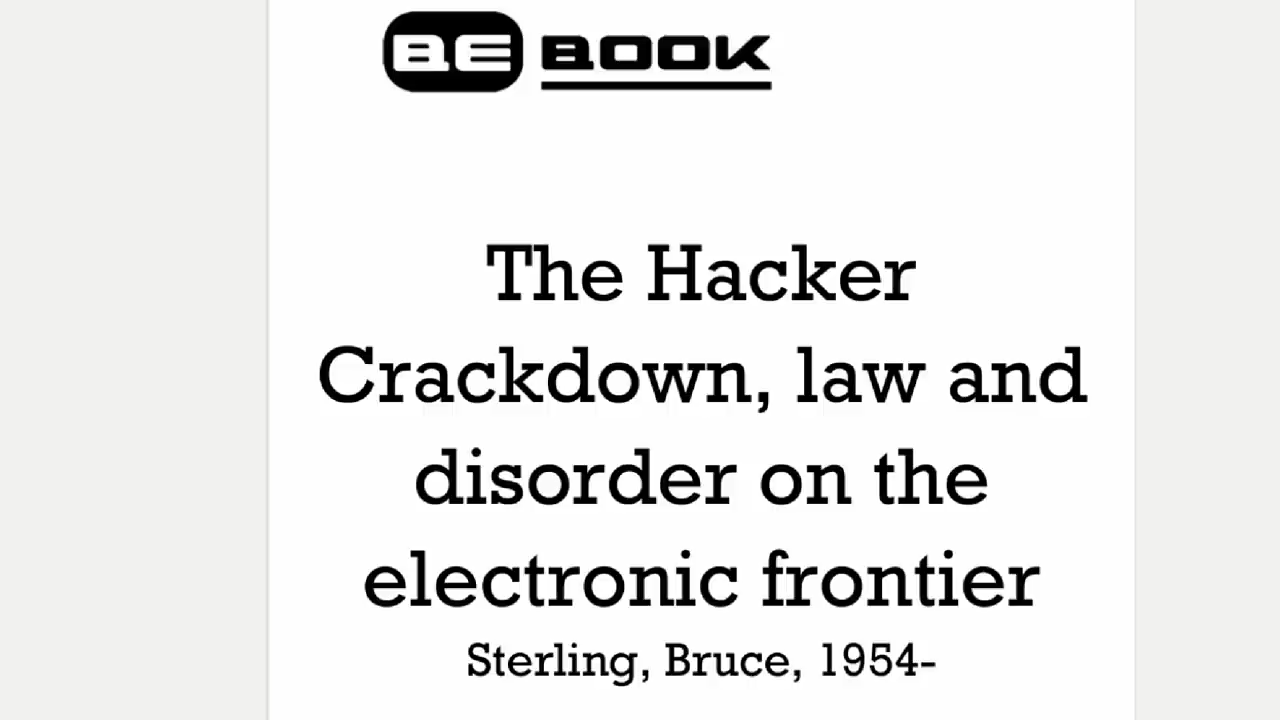 BE BOOK
The Hacker
Crackdown, law and
disorder on the
electronic frontier
Sterling, Bruce, 1954-